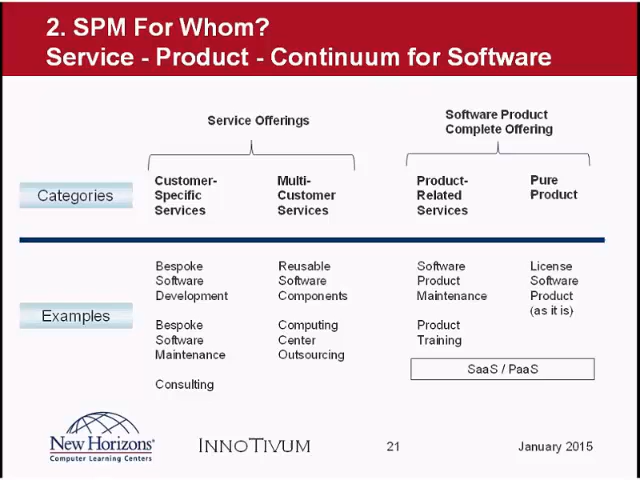 2. SPM For Whom?
Service - Product - Continuum for Software
Service Offerings
Software Product
Complete Offering
Categories
Customer-
Specific
Services
Multi-
Customer
Services
Product-
Related
Services
Pure
Product
Examples
Bespoke
Software
Development
Bespoke
Software
Maintenance
Consulting
Reusable
Software
Components
Computing
Center
Outsourcing
Software
Product
Maintenance
Product
Training
License
Software
Product
(as it is)
SaaS / PaaS
New Horizons®
Computer Learning Centers
INNOTIVUM
21
January 2015